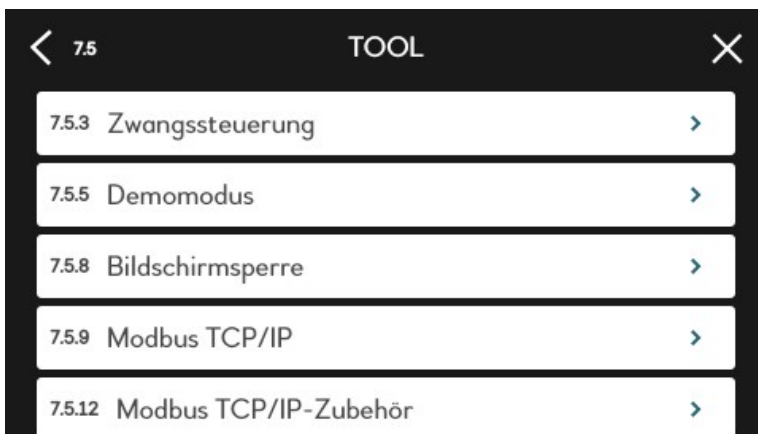 7.5 TOOL
7.5.3 Zwangssteuerung
7.5.5 Demomodus
7.5.8 Bildschirmsperre
7.5.9 Modbus TCP/IP
7.5.12 Modbus TCP/IP-Zubehör